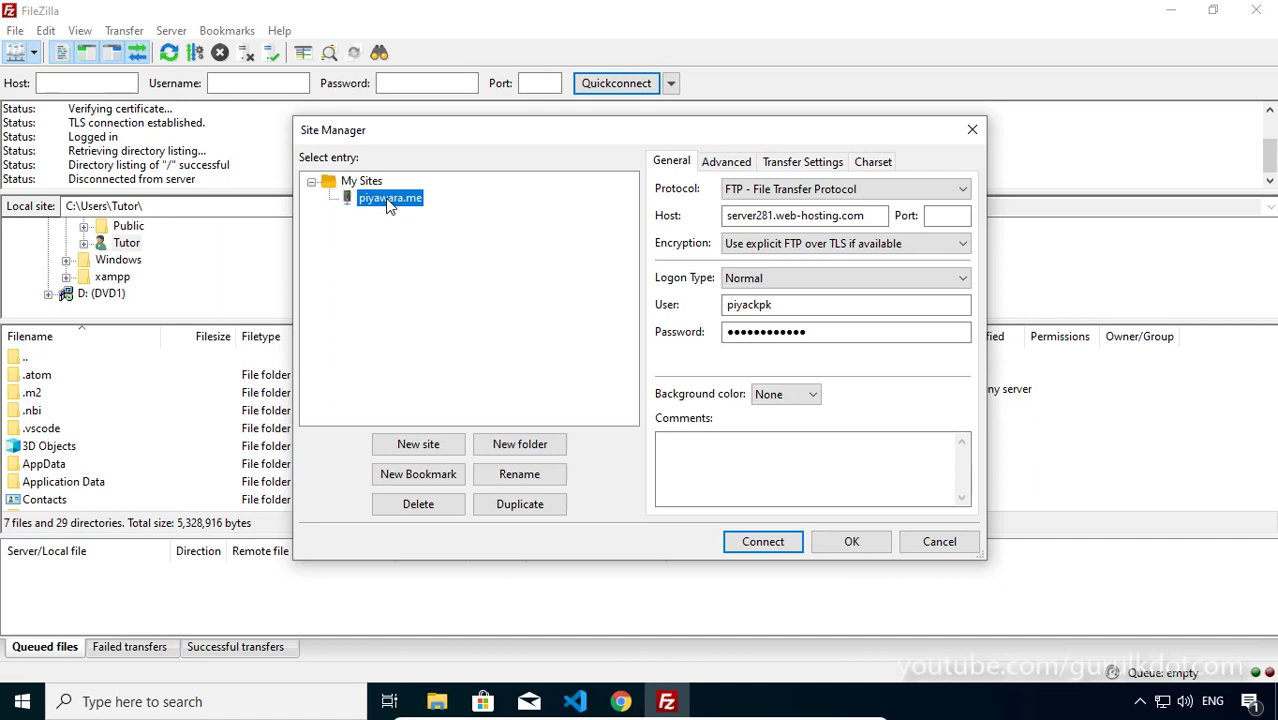 FileZilla
File Edit View Transfer Server Bookmarks Help
Host: Username: Password: Port: Quickconnect
Status: Verifying certificate...
Status: TLS connection established.
Status: Logged in
Status: Retrieving directory listing...
Status: Directory listing of "/" successful
Status: Disconnected from server
Local site: C:\Users\Tutor\
Public
Tutor
Windows
xampp
D: (DVD1)
Filename Filesize Filetype
..
.atom File folder
.m2 File folder
.nbi File folder
.vscode File folder
3D Objects File folder
AppData File folder
Application Data File folder
Contacts File folder
7 files and 29 directories. Total size: 5,328,916 bytes
Permissions Owner/Group
ny server
Site Manager
Select entry:
My Sites
piyawara.me
New site New folder
New Bookmark Rename
Delete Duplicate
General Advanced Transfer Settings Charset
Protocol: FTP - File Transfer Protocol
Host: server281.web-hosting.com Port:
Encryption: Use explicit FTP over TLS if available
Logon Type: Normal
User: piyackpk
Password: ●●●●●●●●●●●●
Background color: None
Comments:
Connect OK Cancel
Server/Local file Direction Remote file
Queued files Failed transfers Successful transfers
Queue: empty
Type here to search
ENG
1